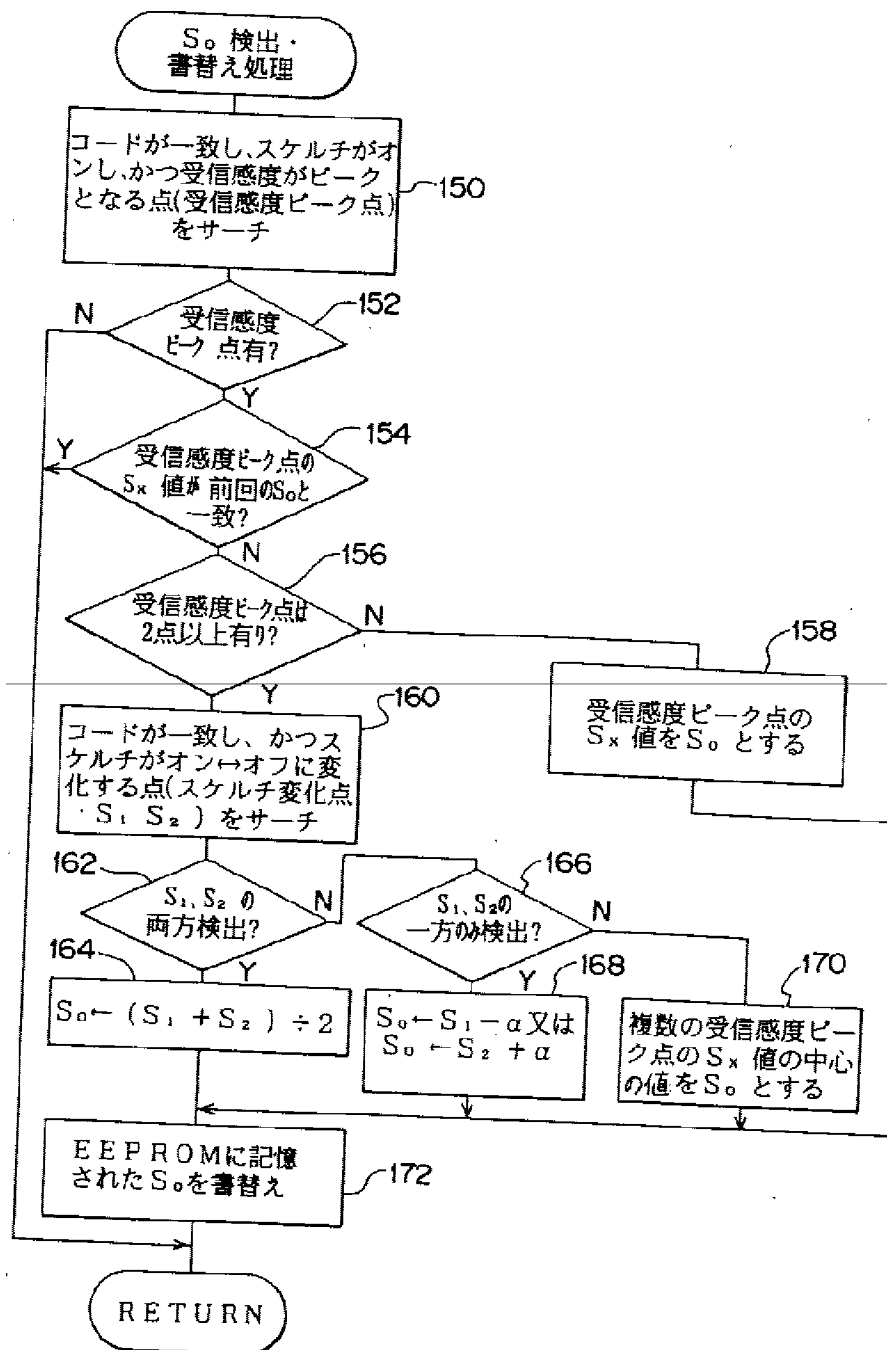 S₀ 検出・
書替え処理
コードが一致し、スケルチがオ
ンし、かつ受信感度がピーク
となる点(受信感度ピーク点)
をサーチ
150
受信感度
ピーク 点有?
152
N
Y
受信感度ピーク点の
Sx 値が 前回のS₀と
一致?
154
Y
N
受信感度ピーク点は
2点以上有り?
156
N
Y
158
受信感度ピーク点の
Sx 値をS₀ とする
160
コードが一致し、かつス
ケルチがオン↔オフに変
化する点(スケルチ変化点
・S₁ S₂ )をサーチ
162
S₁、S₂ の
両方検出?
N
Y
166
S₁、S₂の
一方のみ検出?
N
Y
164
S₀← (S₁ +S₂ ) ÷2
168
S₀←S₁−α又は
S₀ ←S₂ +α
170
複数の受信感度ピー
ク点のSx 値の中心
の値をS₀ とする
EEPROMに記憶
されたS₀を書替え
172
RETURN